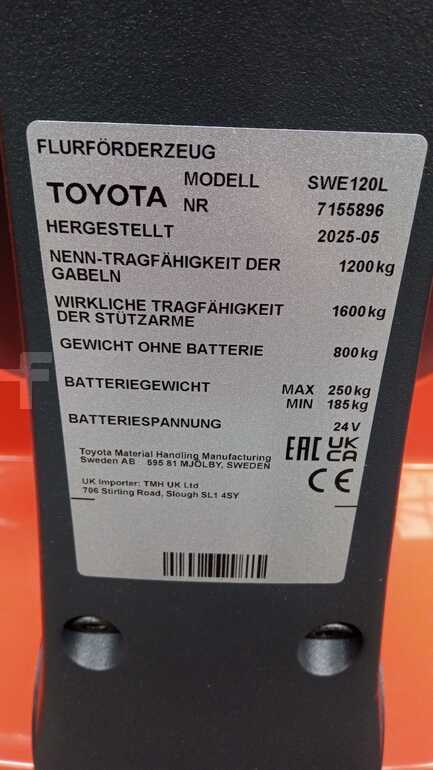 FLURFÖRDERZEUG
TOYOTA MODELL SWE120L
NR 7155896
HERGESTELLT 2025-05
NENN-TRAGFÄHIGKEIT DER GABELN 1200 kg
WIRKLICHE TRAGFÄHIGKEIT DER STÜTZARME 1600 kg
GEWICHT OHNE BATTERIE 800 kg
BATTERIEGEWICHT MAX 250 kg
MIN 185 kg
BATTERIESPANNUNG 24 V
Toyota Material Handling Manufacturing
Sweden AB 595 81 MJÖLBY, SWEDEN
EAC UK CA
CE
UK Importer: TMH UK Ltd
706 Stirling Road, Slough SL1 4SY